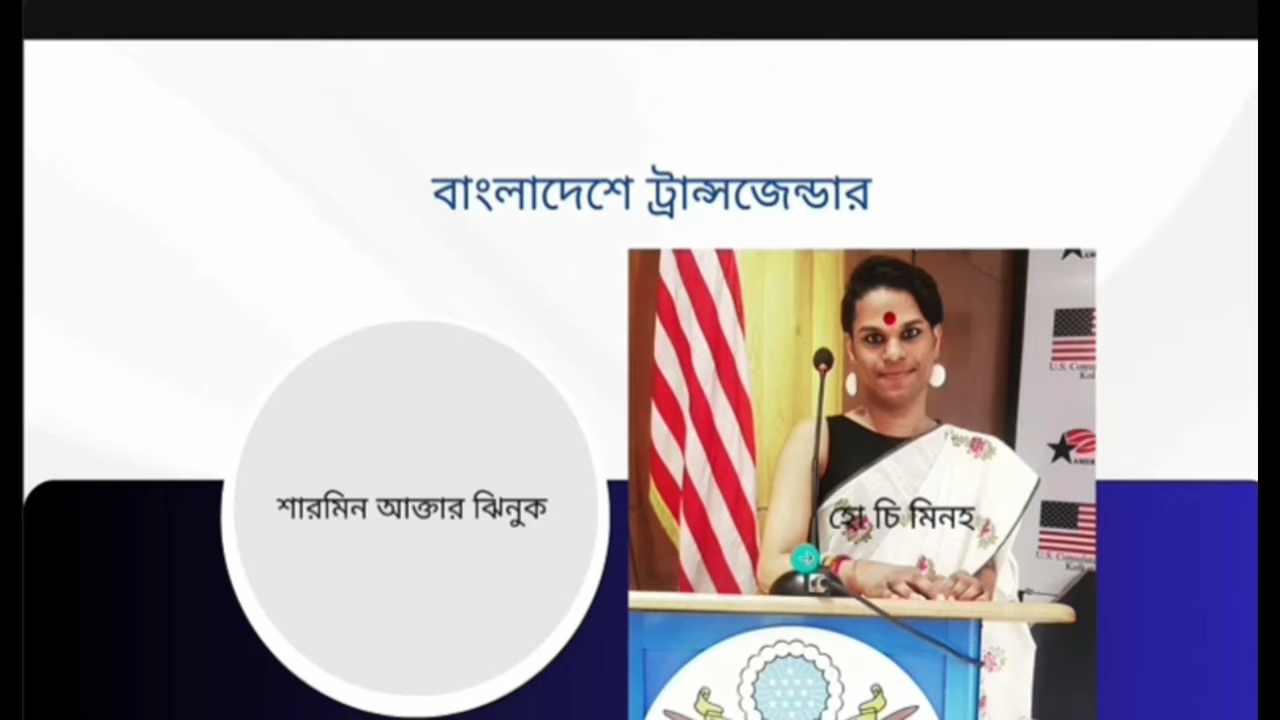 বাংলাদেশে ট্রান্সজেন্ডার
শারমিন আক্তার ঝিনুক
হো চি মিনহ